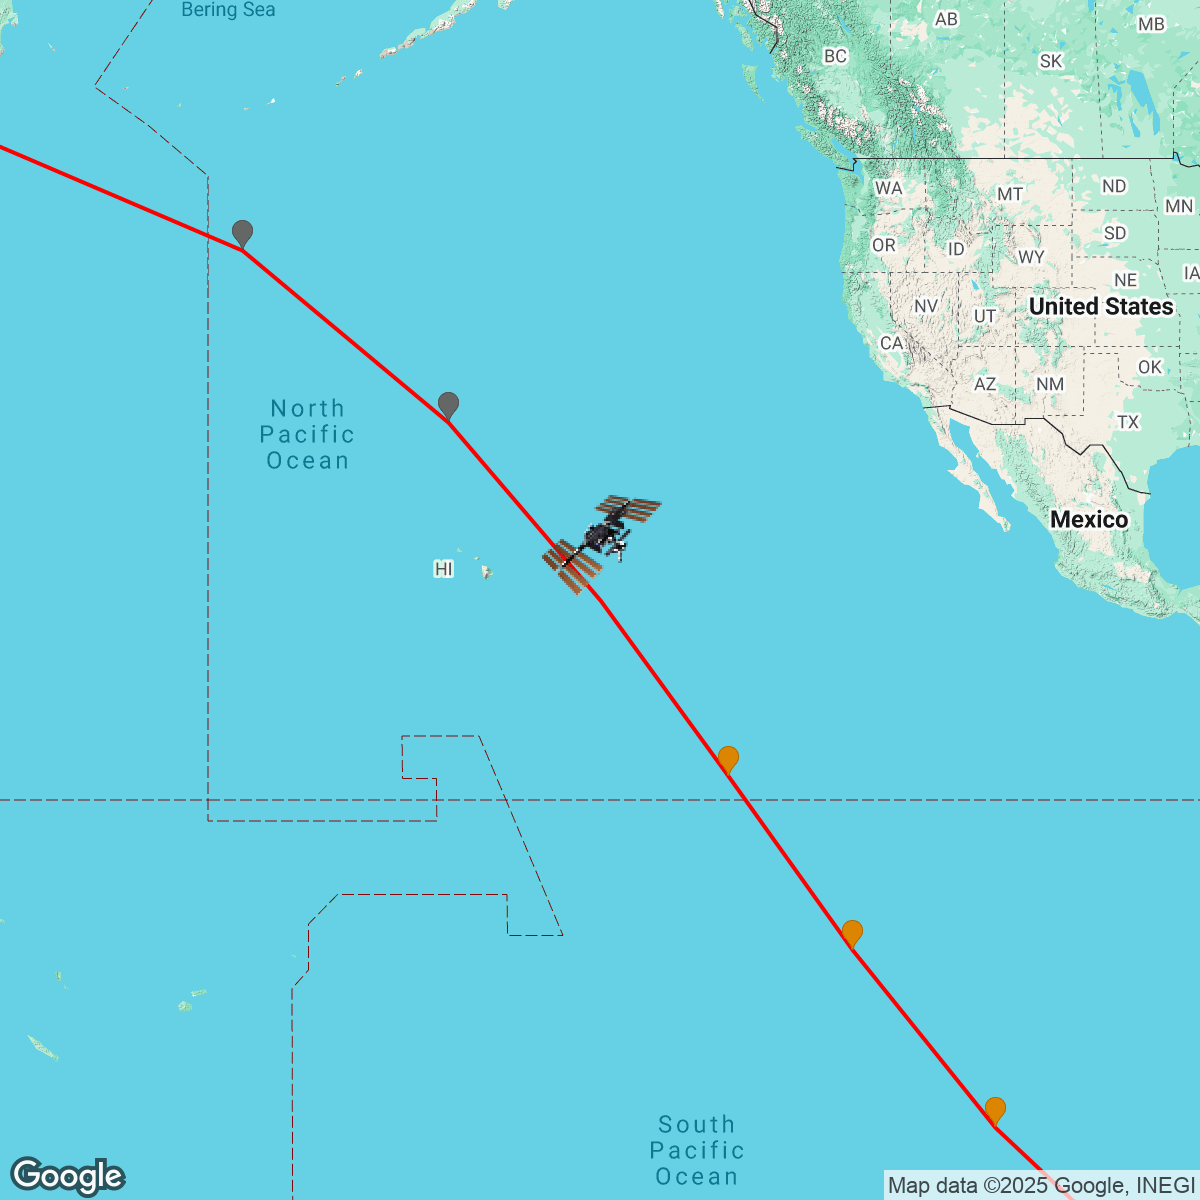 Bering Sea
AB
MB
BC
SK
WA
MT
ND
MN
OR
ID
SD
WY
IA
NE
NV
UT
United States
CA
OK
AZ
NM
TX
North
Pacific
Ocean
Mexico
HI
South
Pacific
Ocean
Google
Map data ©2025 Google, INEGI